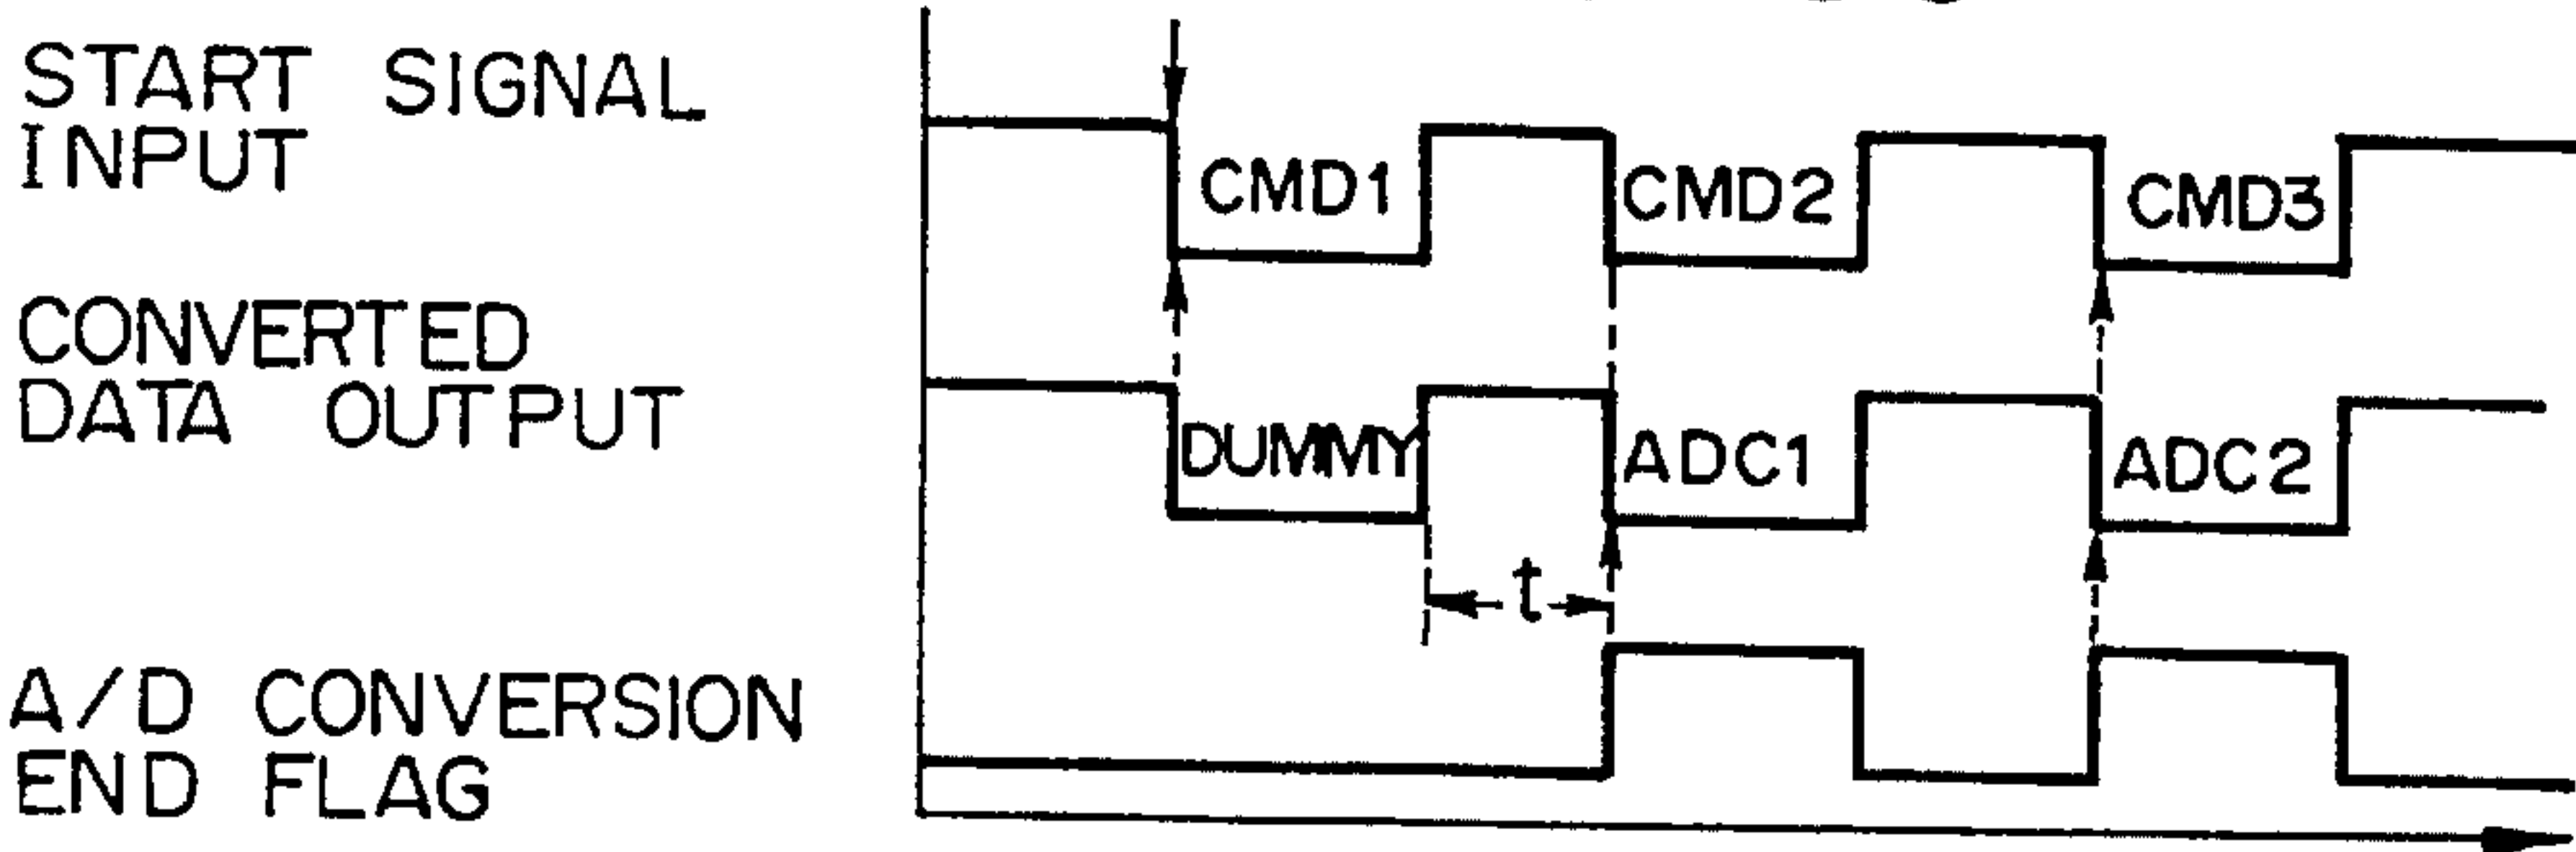 START SIGNAL
INPUT
CMD1
CMD2
CMD3
CONVERTED
DATA OUTPUT
DUMMY
ADC1
ADC2
t
A/D CONVERSION
END FLAG